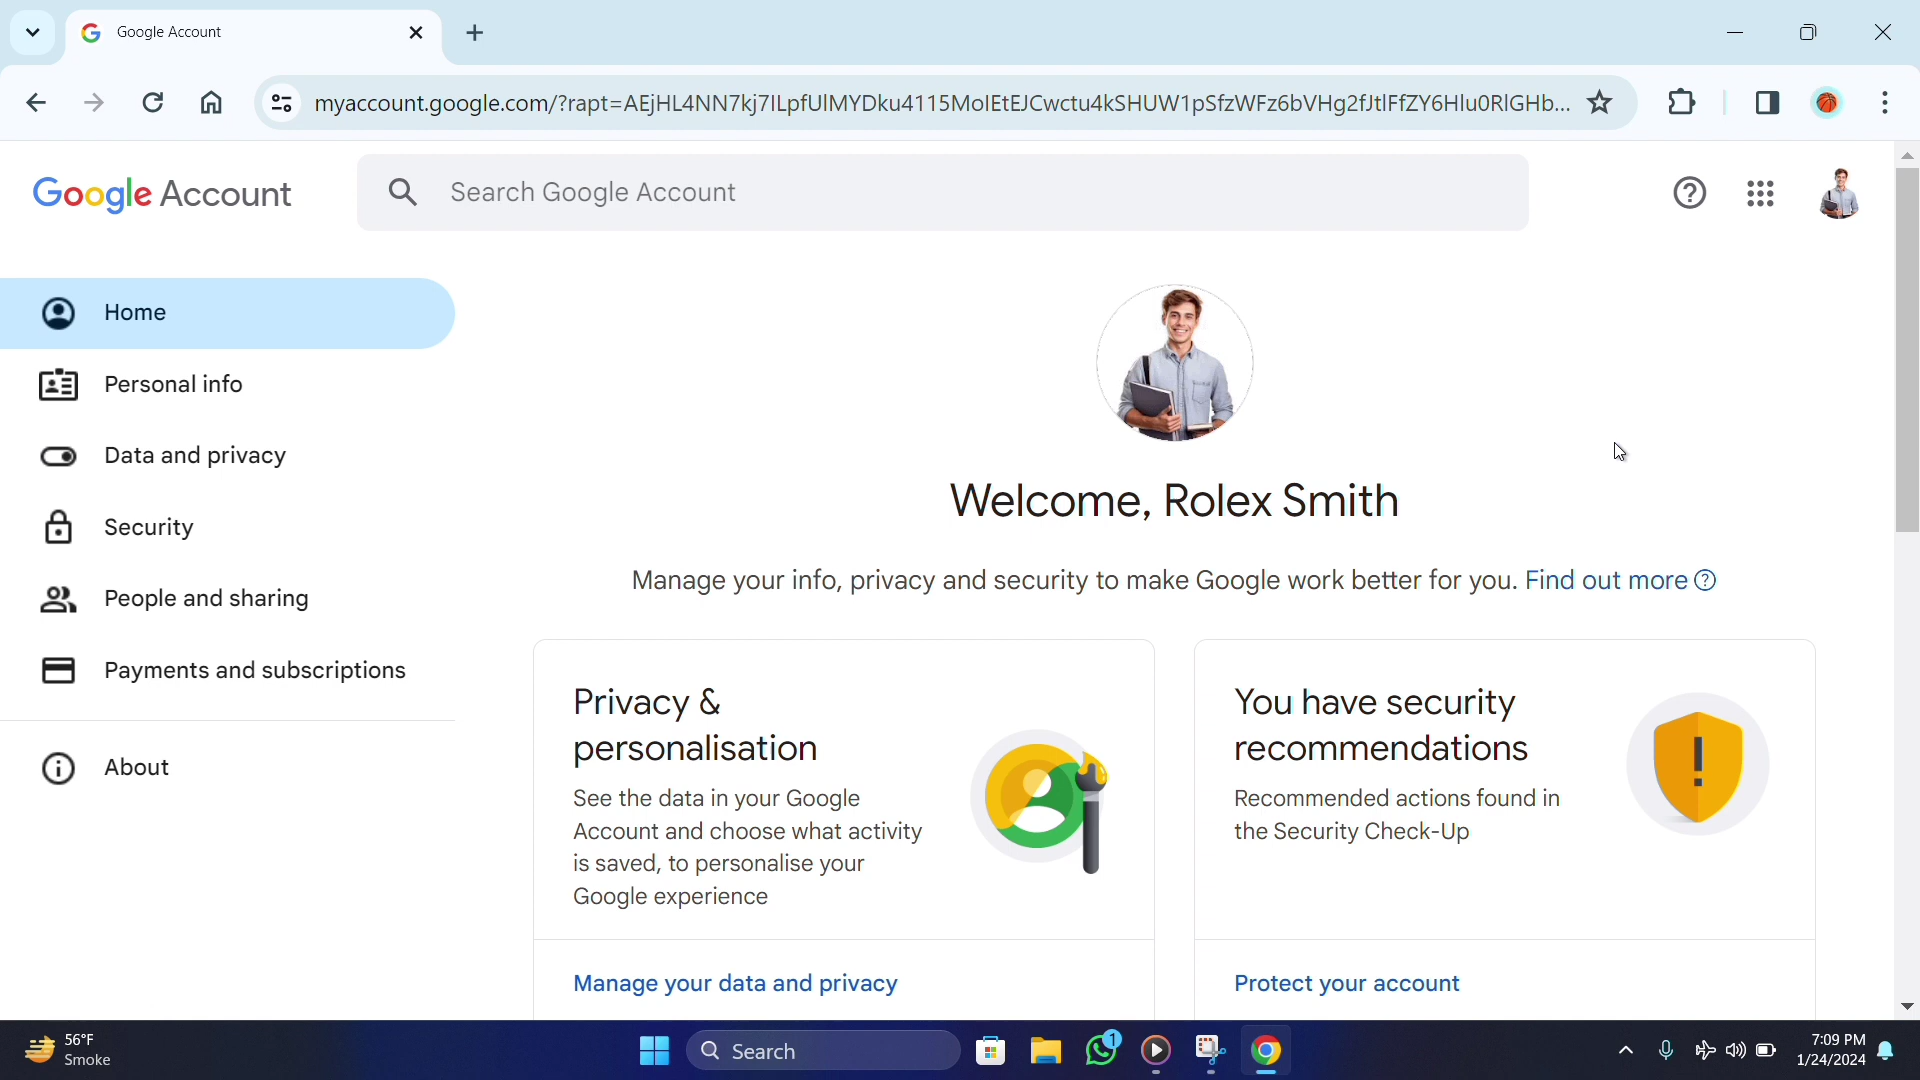 Google Account
myaccount.google.com/?rapt=AEjHL4NN7kj7ILpfUlMYDku4115MolEtEJCwctu4kSHUW1pSfzWFz6bVHg2fJtlFfZY6Hlu0RlGHb...
Google Account
Search Google Account
Home
Personal info
Data and privacy
Security
People and sharing
Payments and subscriptions
About
Welcome, Rolex Smith
Manage your info, privacy and security to make Google work better for you. Find out more
Privacy &
personalisation
See the data in your Google
Account and choose what activity
is saved, to personalise your
Google experience
Manage your data and privacy
You have security
recommendations
Recommended actions found in
the Security Check-Up
Protect your account
56°F
Smoke
Search
1
7:09 PM
1/24/2024